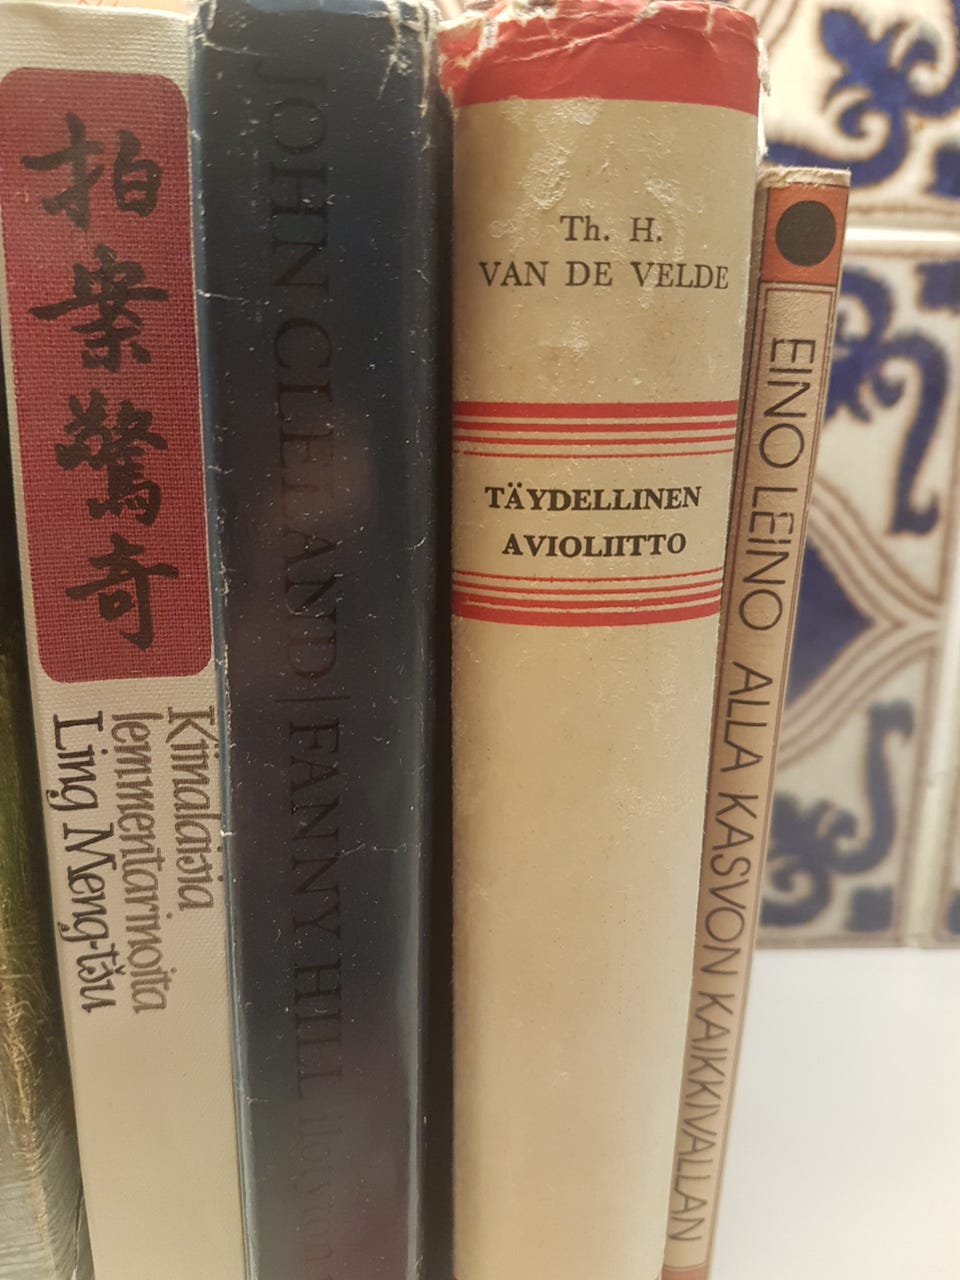 拍案驚奇
Kiinalaisia
lemmentarinoita
Ling Meng-tšu
JOHN CLELAND | FANNY HILL ilotytön
Th. H.
VAN DE VELDE
TÄYDELLINEN
AVIOLIITTO
EINO LEINO ALLA KASVON KAIKKIVALLAN